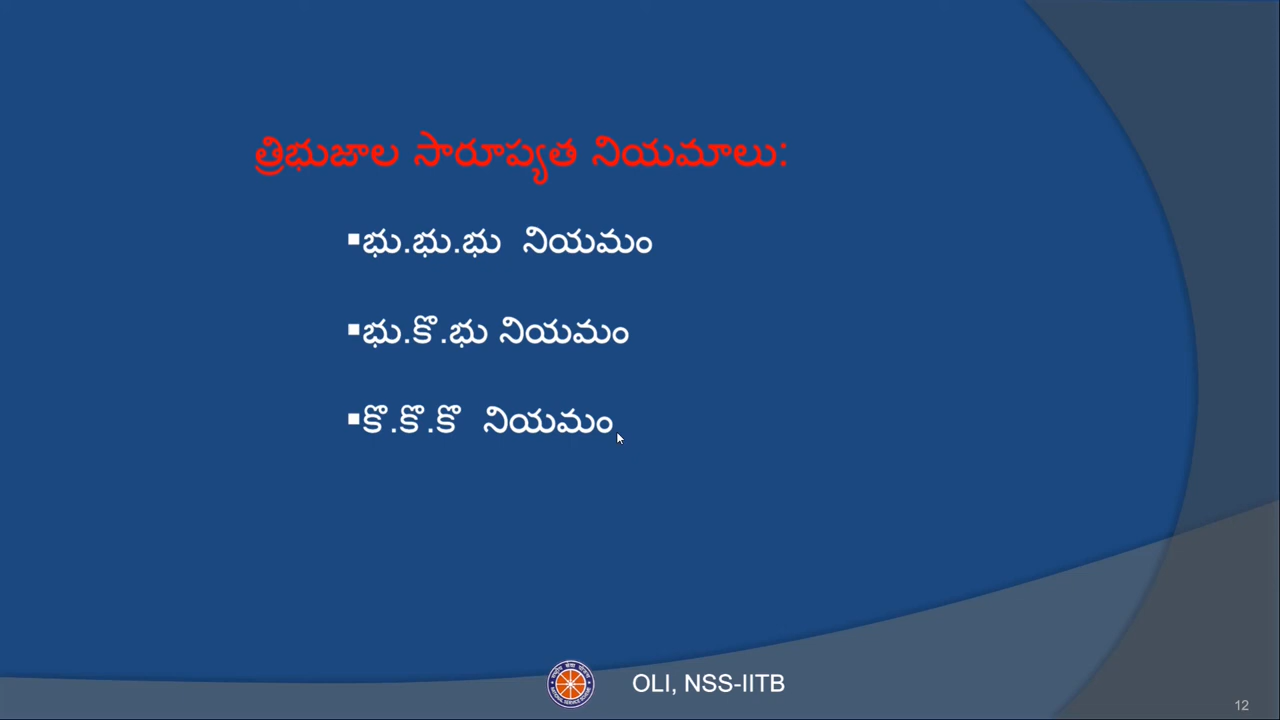 త్రిభుజాల సారూప్యత నియమాలు:
▪భు.భు.భు నియమం
▪భు.కొ.భు నియమం
▪కొ.కొ.కొ నియమం
OLI, NSS-IITB
12